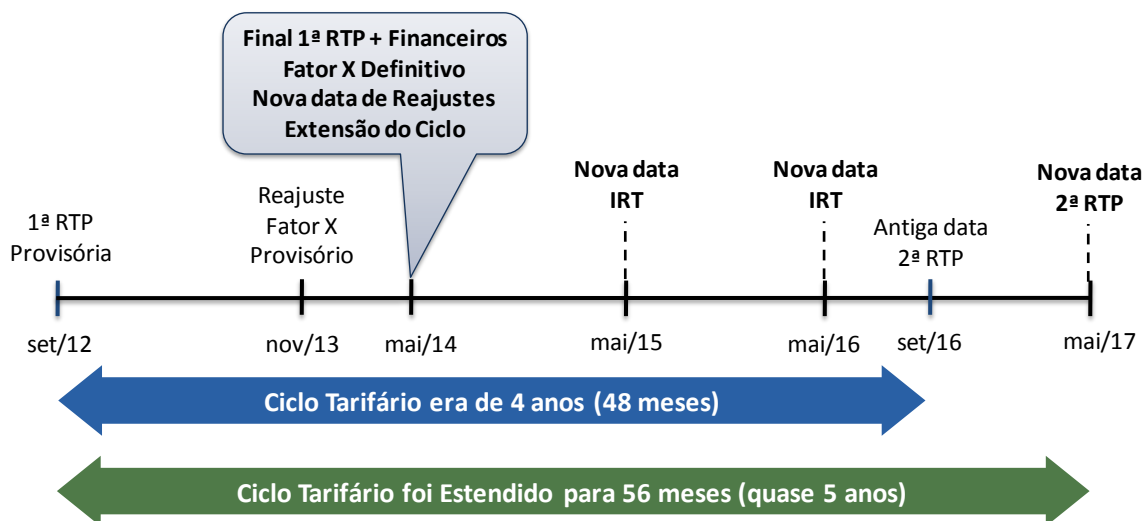 Final 1ª RTP + Financeiros
Fator X Definitivo
Nova data de Reajustes
Extensão do Ciclo
1ª RTP
Provisória
Reajuste
Fator X
Provisório
Nova data
IRT
Nova data
IRT
Antiga data
2ª RTP
Nova data
2ª RTP
set/12
nov/13
mai/14
mai/15
mai/16
set/16
mai/17
Ciclo Tarifário era de 4 anos (48 meses)
Ciclo Tarifário foi Estendido para 56 meses (quase 5 anos)